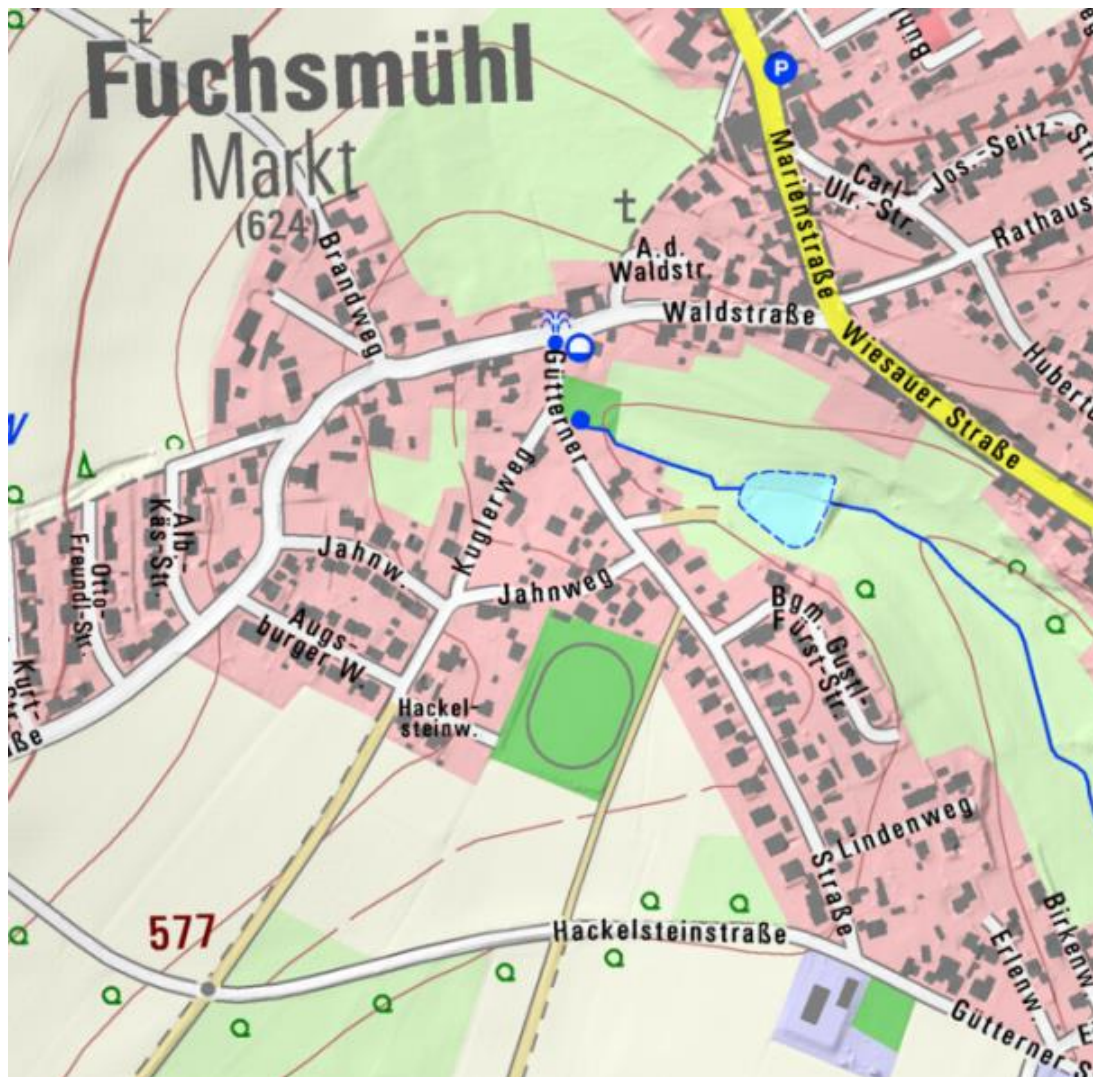 Fuchsmühl
Markt
(624)
P
Marienstraße
Carl-
Ulr.-Str.
Jos.-Seitz-Str.
Rathaus
A.d.
Waldstr.
Waldstraße
Brandweg
Wiesauer Straße
Gütterner
Kuglerweg
Alb.-
Käs-Str.
Otto-
Freundl-Str.
Jahnw.
Jahnweg
Augs-
burger W.
Kurt-
Hackel-
steinw.
Bgm. Gustl-
Fürst-Str.
Lindenweg
Straße
577
Hackelsteinstraße
Birkenw.
Erlenw.
Güttener S